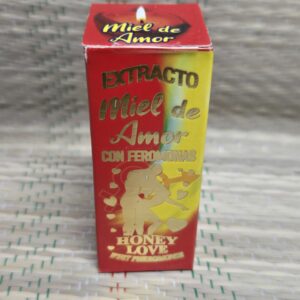 Miel de
Amor
EXTRACTO
Miel de
Amor
CON FEROMONAS
HONEY
LOVE